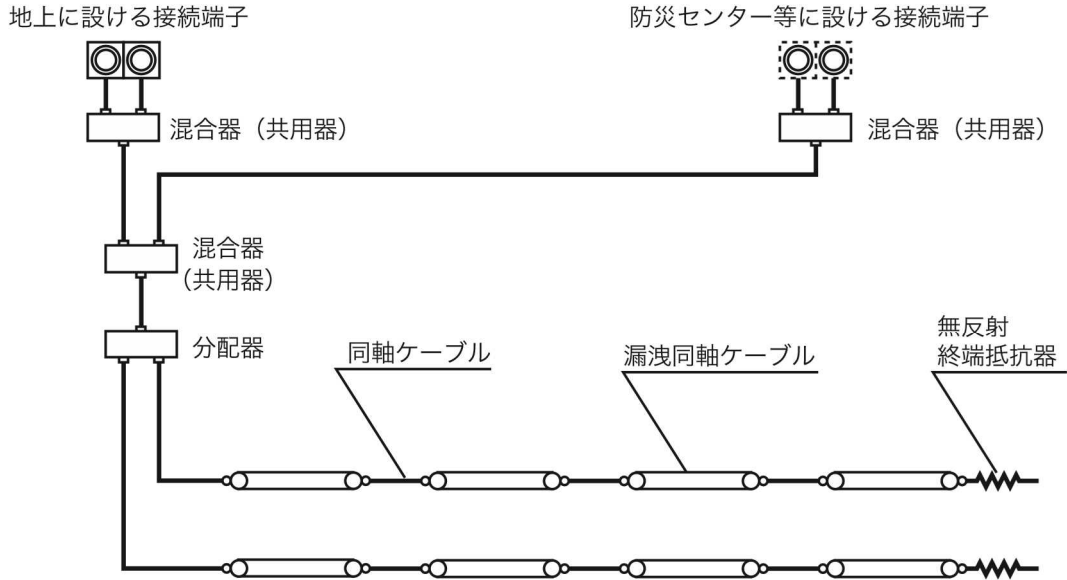 地上に設ける接続端子
防災センター等に設ける接続端子
混合器（共用器）
混合器（共用器）
混合器
（共用器）
分配器
同軸ケーブル
漏洩同軸ケーブル
無反射
終端抵抗器